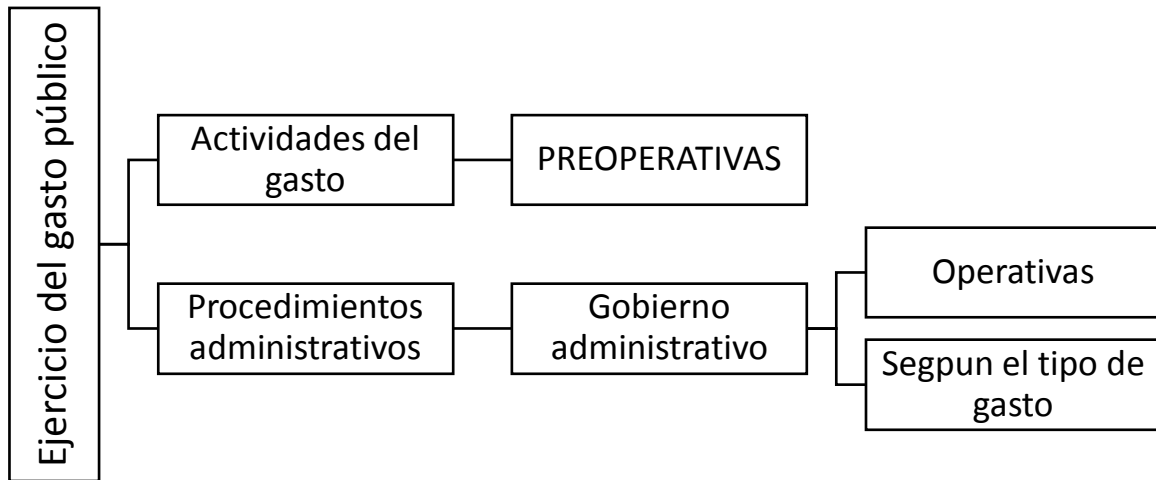 Ejercicio del gasto público
Actividades del
gasto
PREOPERATIVAS
Procedimientos
administrativos
Gobierno
administrativo
Operativas
Segpun el tipo de
gasto